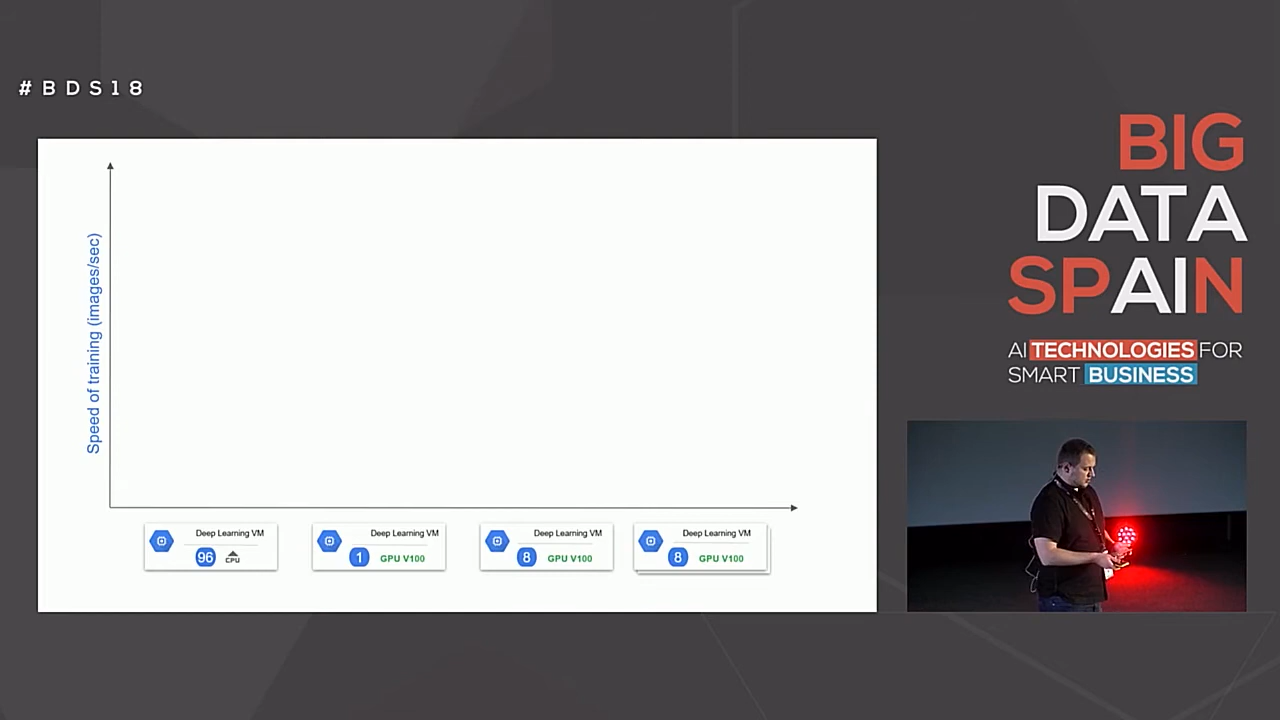 #BDS18
BIG
DATA
SPAIN
AI TECHNOLOGIES FOR
SMART BUSINESS
Speed of training (images/sec)
Deep Learning VM
96 CPU
Deep Learning VM
1 GPU V100
Deep Learning VM
8 GPU V100
Deep Learning VM
8 GPU V100